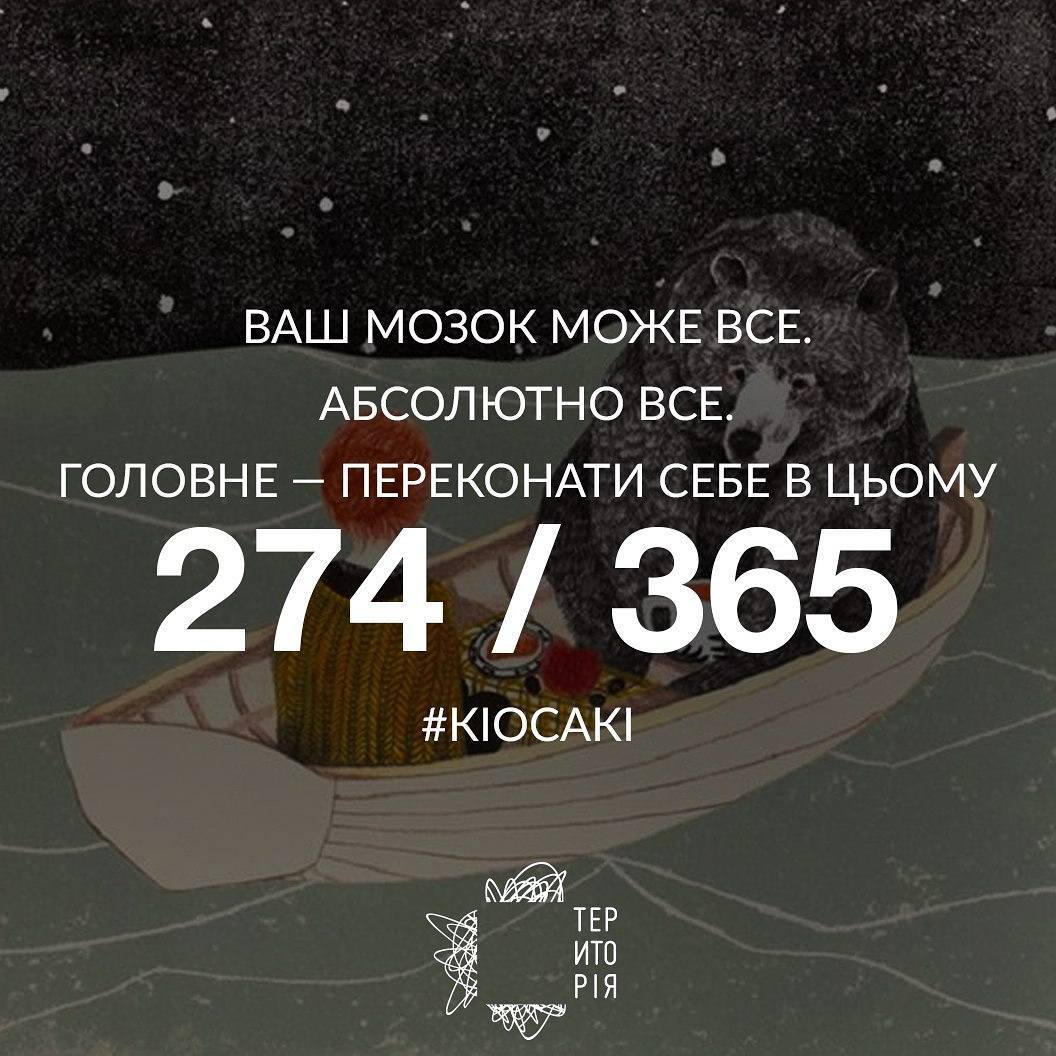 ВАШ МОЗОК МОЖЕ ВСЕ.
АБСОЛЮТНО ВСЕ.
ГОЛОВНЕ — ПЕРЕКОНАТИ СЕБЕ В ЦЬОМУ
274 / 365
#КІОСАКІ
ТЕР
ИТО
РІЯ